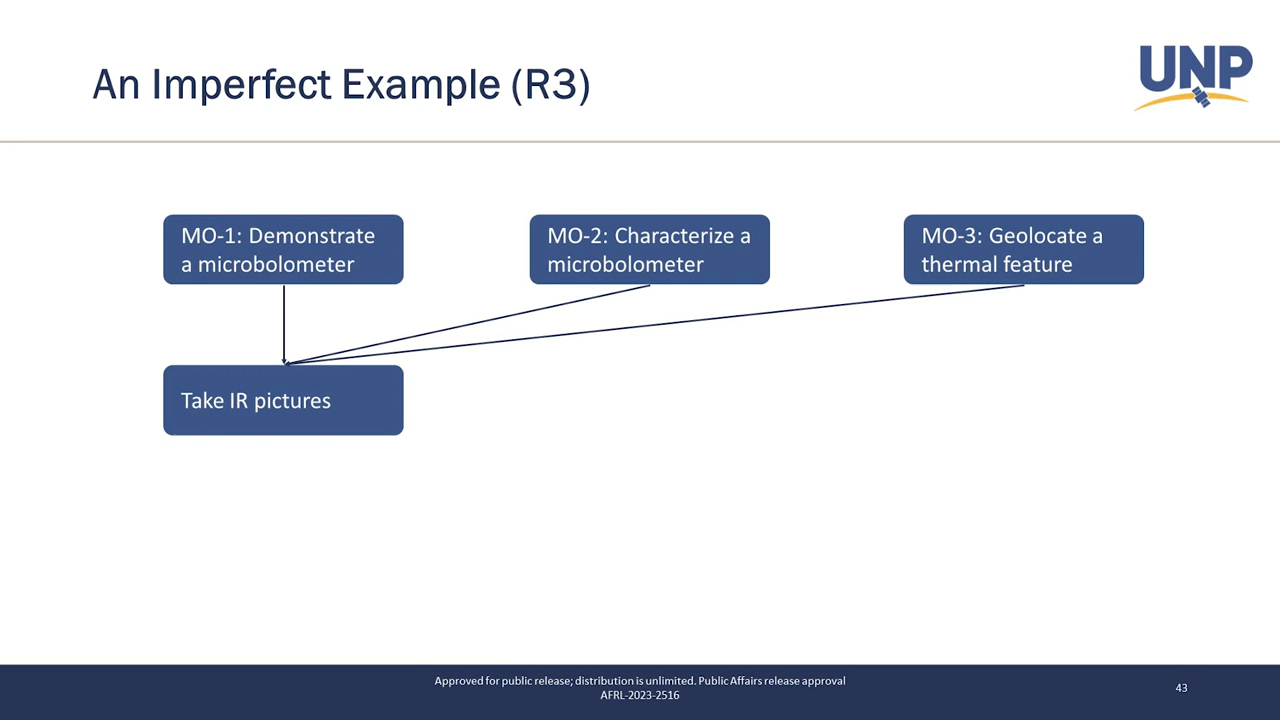 An Imperfect Example (R3)
UNP
MO-1: Demonstrate
a microbolometer
MO-2: Characterize a
microbolometer
MO-3: Geolocate a
thermal feature
Take IR pictures
Approved for public release; distribution is unlimited. Public Affairs release approval
AFRL-2023-2516
43